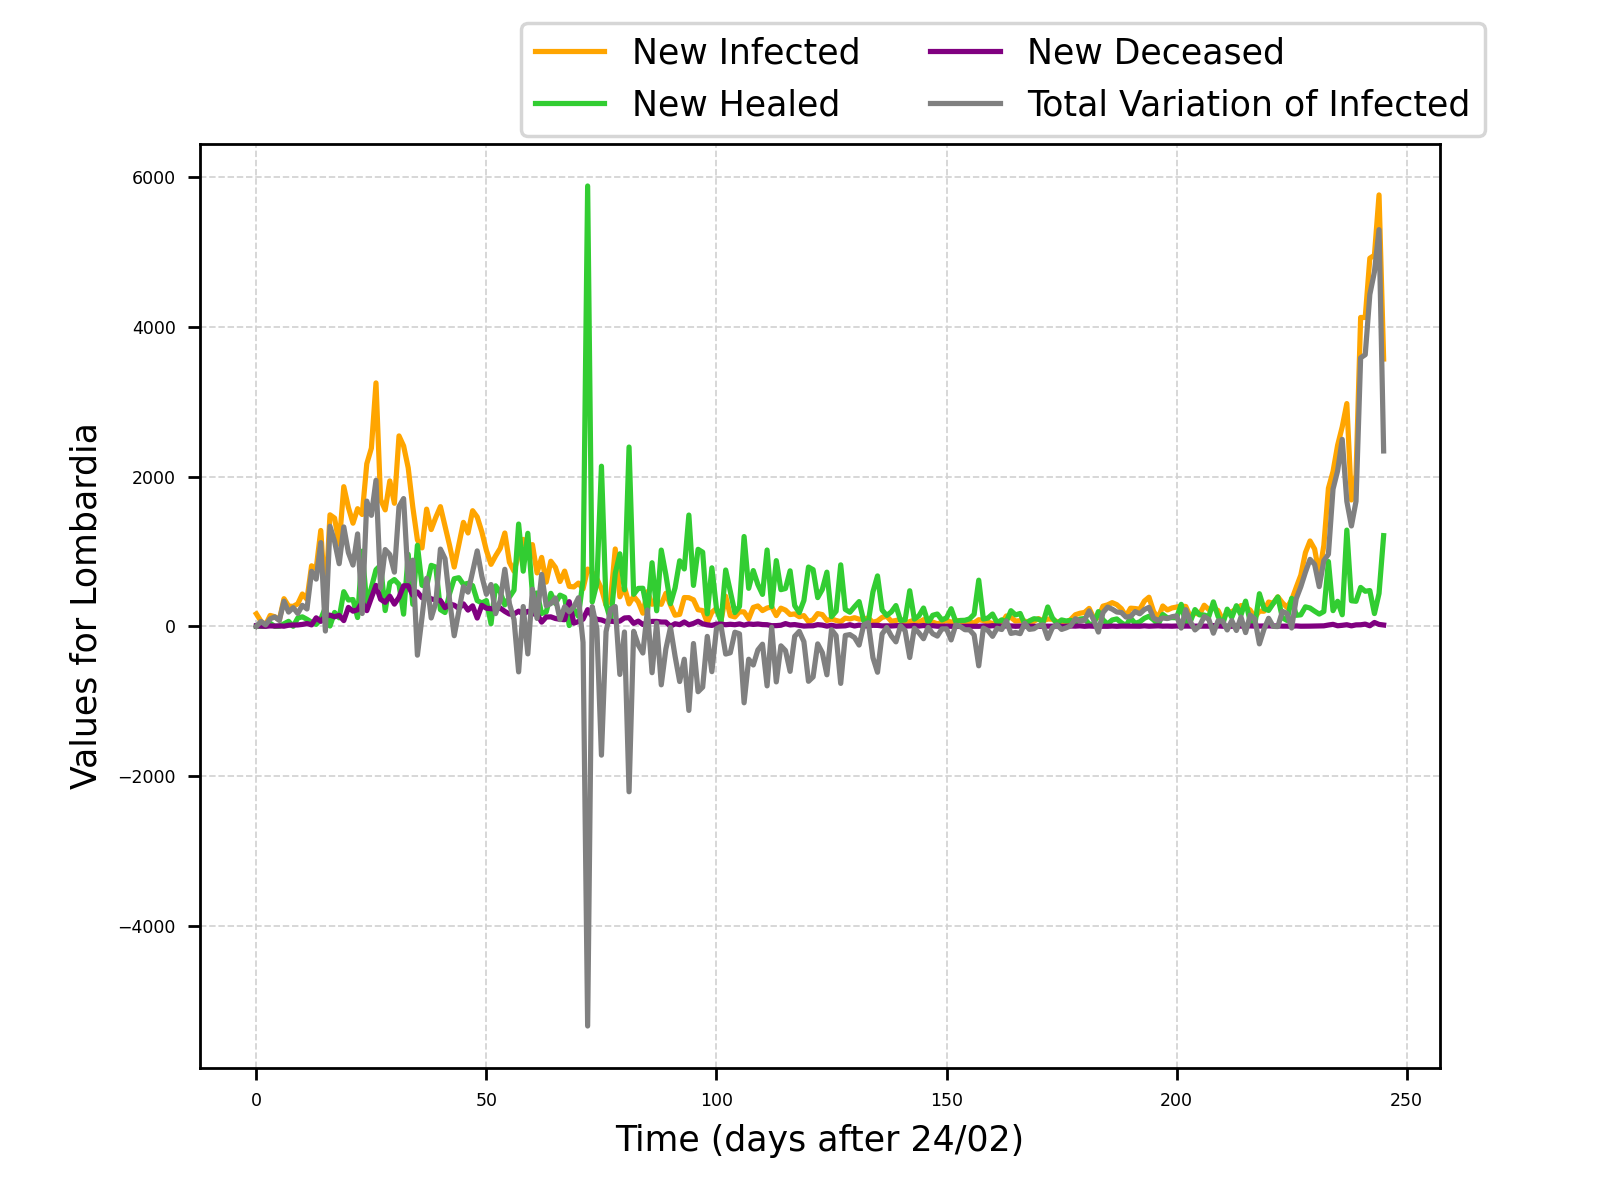 New Infected
New Healed
New Deceased
Total Variation of Infected
6000
4000
2000
0
−2000
−4000
Values for Lombardia
0 50 100 150 200 250
Time (days after 24/02)